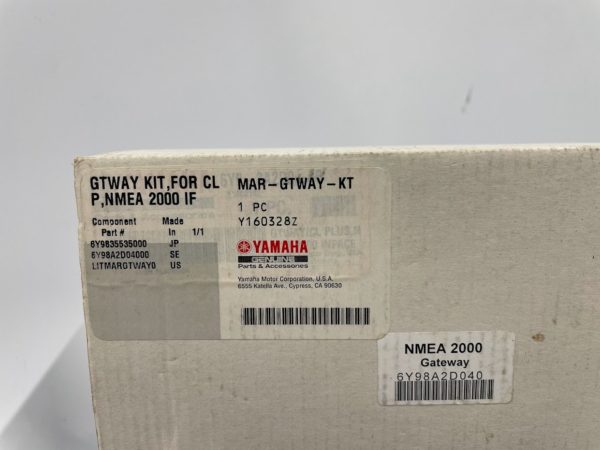 GTWAY KIT,FOR CL
P,NMEA 2000 IF
Component Made
Part # In 1/1
6Y9835535000 JP
6Y98A2D04000 SE
LITMARGTWAY0 US
MAR-GTWAY-KT
1 PC
Y160328Z
YAMAHA
GENUINE
Parts & Accessories
Yamaha Motor Corporation, U.S.A.
6555 Katella Ave., Cypress, CA 90630
NMEA 2000
Gateway
6Y98A2D040